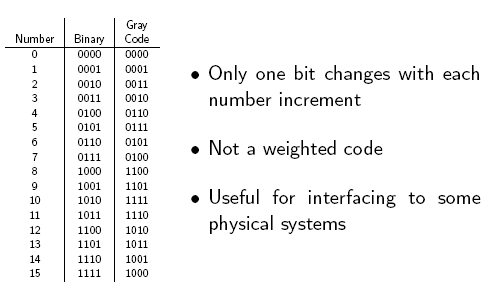 Gray
Number Binary Code
0 0000 0000
1 0001 0001
2 0010 0011
3 0011 0010
4 0100 0110
5 0101 0111
6 0110 0101
7 0111 0100
8 1000 1100
9 1001 1101
10 1010 1111
11 1011 1110
12 1100 1010
13 1101 1011
14 1110 1001
15 1111 1000
• Only one bit changes with each
number increment
• Not a weighted code
• Useful for interfacing to some
physical systems